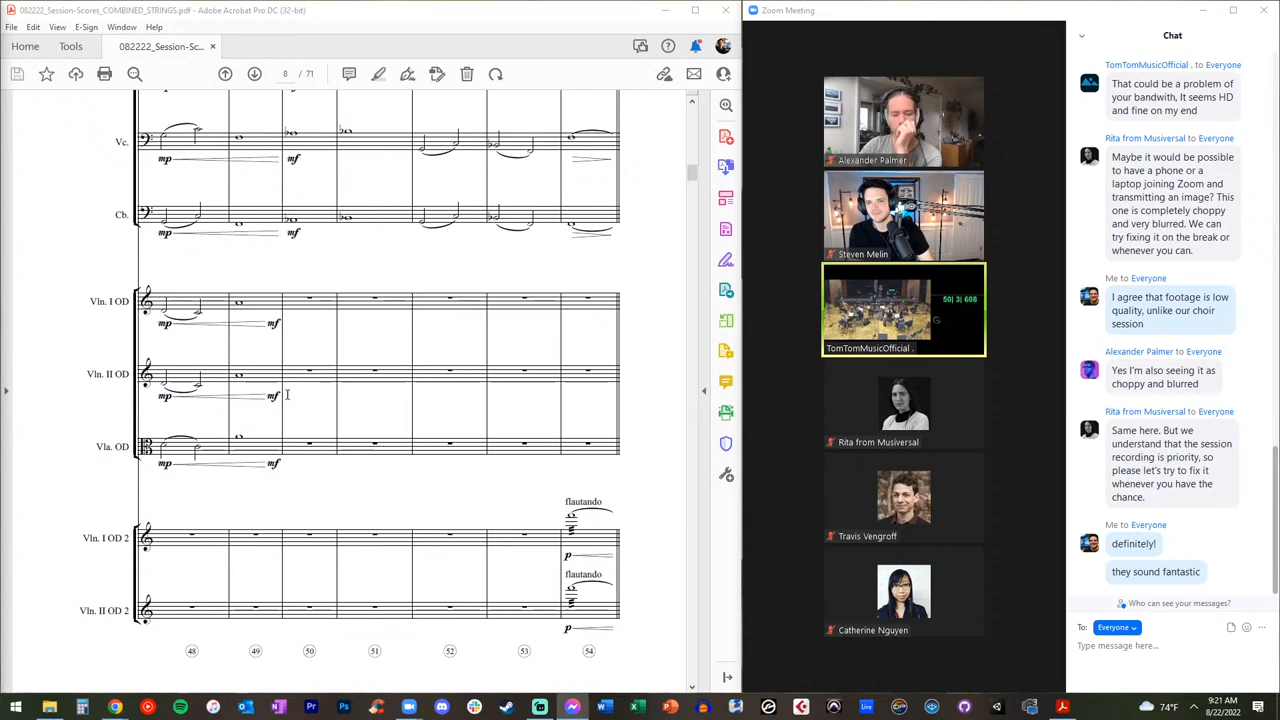 082222_Session-Scores_COMBINED_STRINGS.pdf - Adobe Acrobat Pro DC (32-bit)
File Edit View E-Sign Window Help
Home Tools 082222_Session-Sc... ×
8 / 71
Vc.
mp mf
Cb.
mp mf
Vln. I OD
mp mf
Vln. II OD
mp mf
Vla. OD
mp mf
flautando
Vln. I OD 2
p
flautando
Vln. II OD 2
p
48 49 50 51 52 53 54
Zoom Meeting
Alexander Palmer
Steven Melin
50| 3| 608
G
TomTomMusicOfficial .
Rita from Musiversal
Travis Vengroff
Catherine Nguyen
Chat
TomTomMusicOfficial . to Everyone
That could be a problem of
your bandwith, It seems HD
and fine on my end
Rita from Musiversal to Everyone
Maybe it would be possible
to have a phone or a
laptop joining Zoom and
transmitting an image? This
one is completely choppy
and very blurred. We can
try fixing it on the break or
whenever you can.
Me to Everyone
I agree that footage is low
quality, unlike our choir
session
Alexander Palmer to Everyone
Yes I'm also seeing it as
choppy and blurred
Rita from Musiversal to Everyone
Same here. But we
understand that the session
recording is priority, so
please let's try to fix it
whenever you have the
chance.
Me to Everyone
definitely!
they sound fantastic
Who can see your messages?
To: Everyone
Type message here...
Pr
Ps
Live
74°F
9:21 AM
8/22/2022